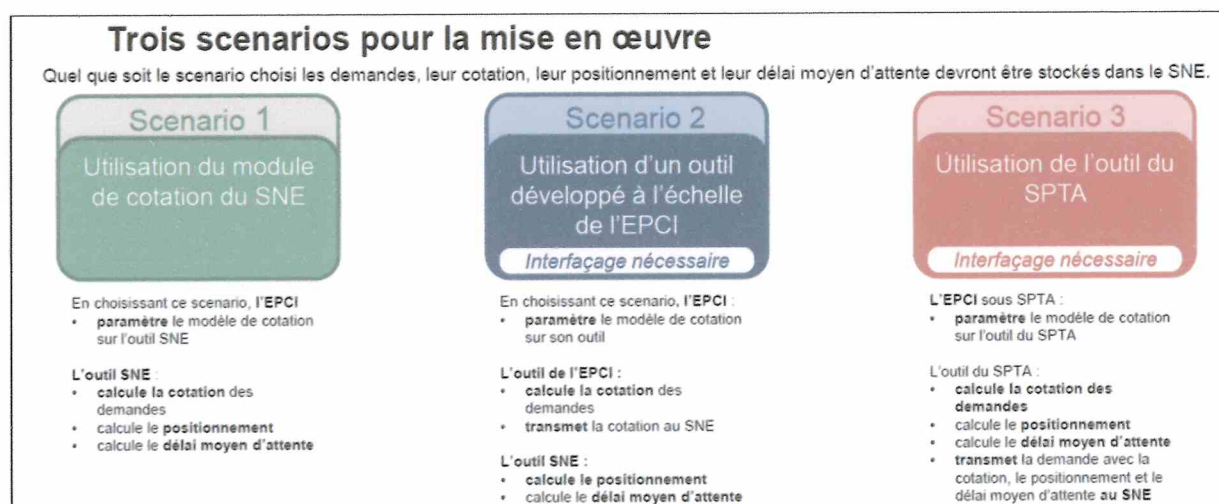 Trois scenarios pour la mise en œuvre
Quel que soit le scenario choisi les demandes, leur cotation, leur positionnement et leur délai moyen d'attente devront être stockés dans le SNE.
Scenario 1
Utilisation du module
de cotation du SNE
En choisissant ce scenario, l'EPCI
• paramètre le modèle de cotation
sur l'outil SNE
L'outil SNE :
• calcule la cotation des
demandes
• calcule le positionnement
• calcule le délai moyen d'attente
Scenario 2
Utilisation d'un outil
développé à l'échelle
de l'EPCI
Interfaçage nécessaire
En choisissant ce scenario, l'EPCI :
• paramètre le modèle de cotation
sur son outil
L'outil de l'EPCI :
• calcule la cotation des
demandes
• transmet la cotation au SNE
L'outil SNE :
• calcule le positionnement
• calcule le délai moyen d'attente
Scenario 3
Utilisation de l'outil du
SPTA
Interfaçage nécessaire
L'EPCI sous SPTA :
• paramètre le modèle de cotation
sur l'outil du SPTA
L'outil du SPTA :
• calcule la cotation des
demandes
• calcule le positionnement
• calcule le délai moyen d'attente
• transmet la demande avec la
cotation, le positionnement et le
délai moyen d'attente au SNE